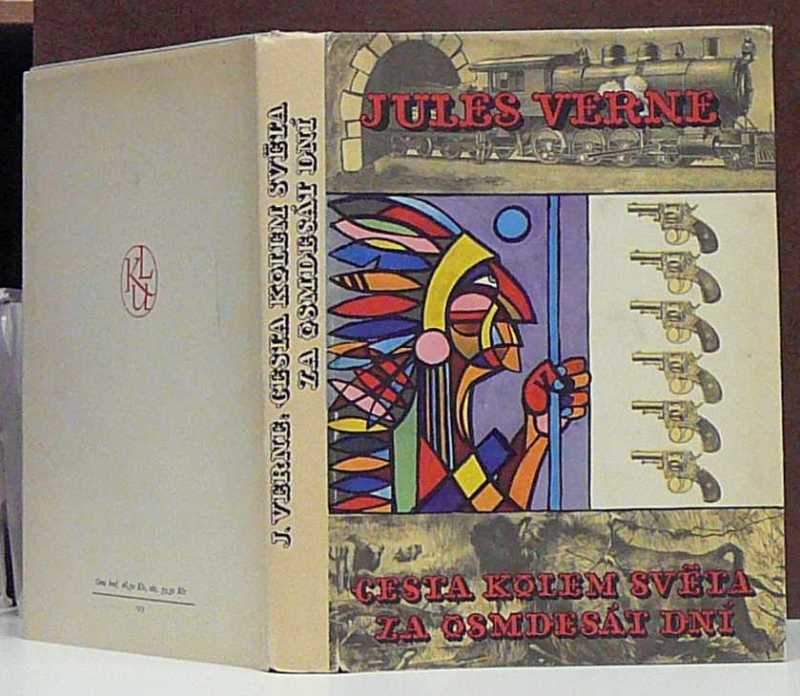 JULES VERNE
CESTA KOLEM SVĚTA
ZA OSMDESÁT DNÍ
J. VERNE: CESTA KOLEM SVĚTA
ZA OSMDESÁT DNÍ
KLUB